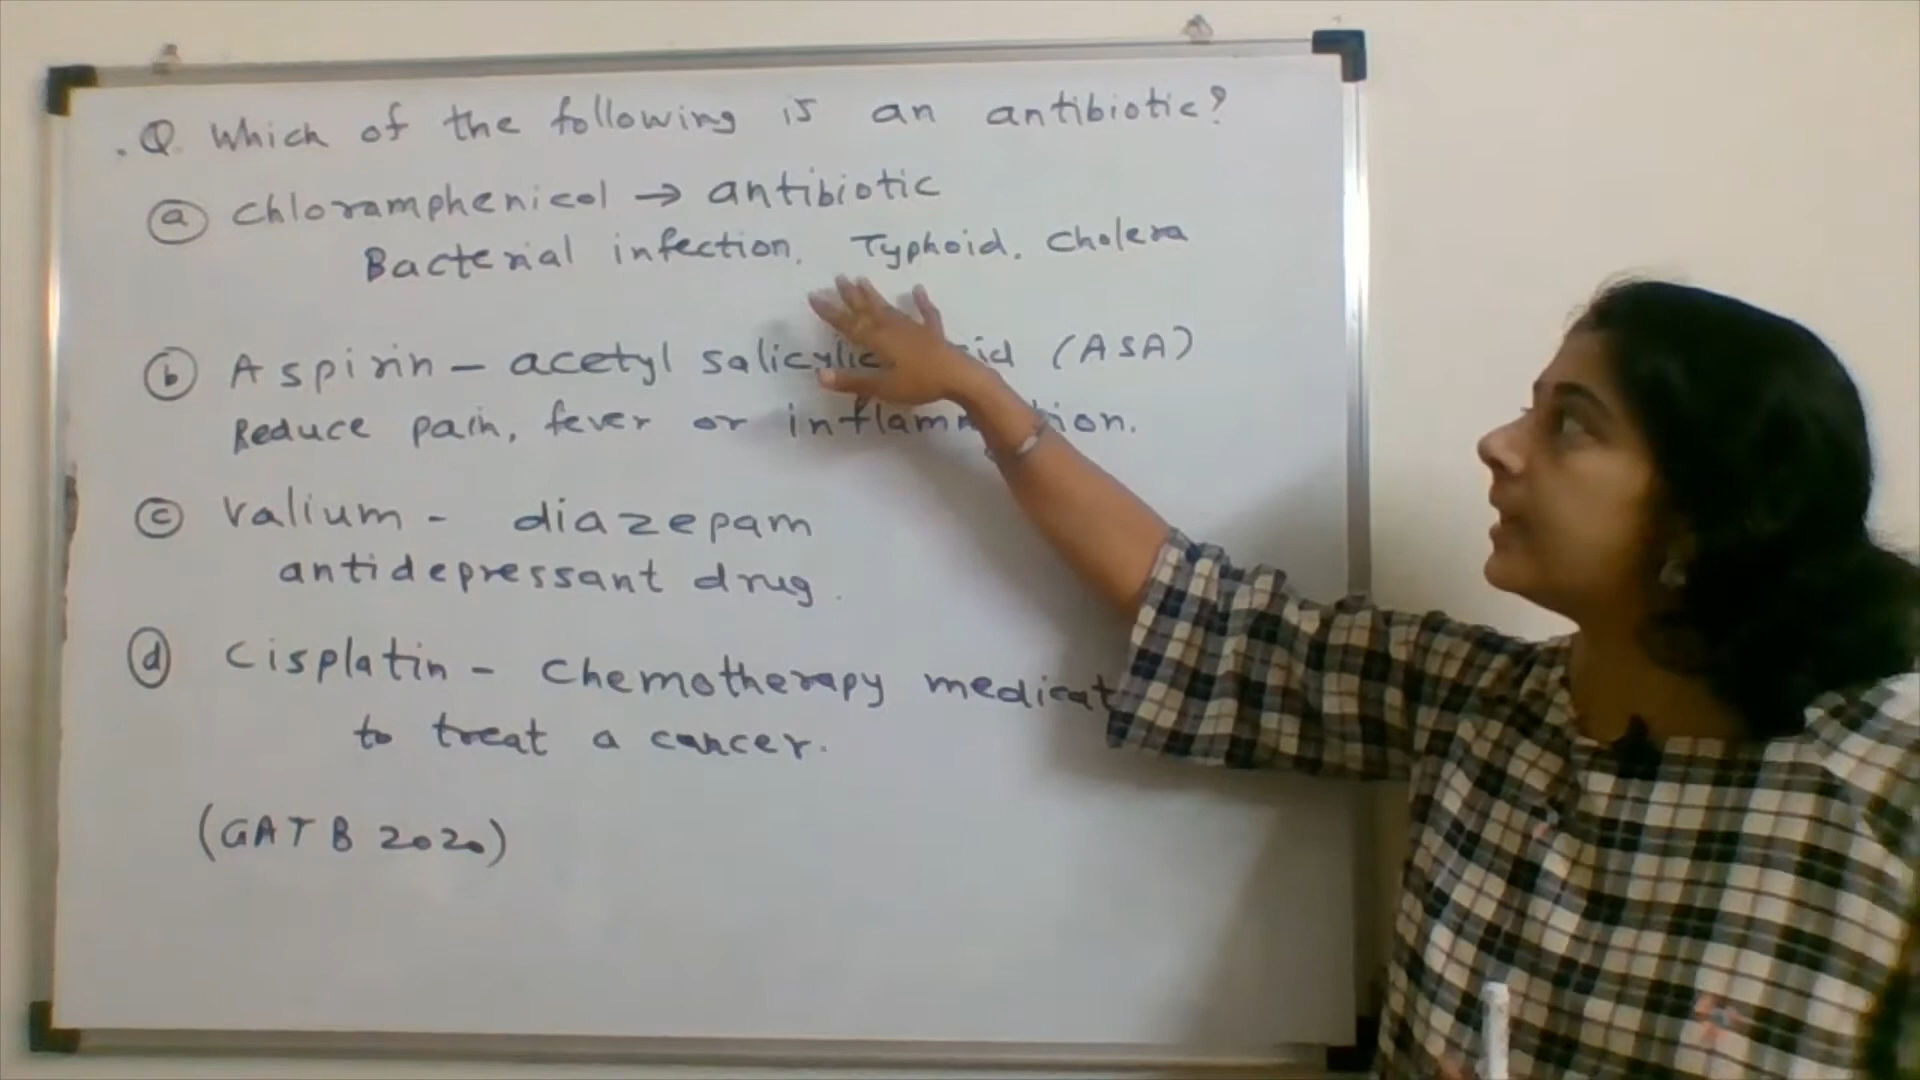 .Q. Which of the following is an antibiotic?
(a) Chloramphenicol → antibiotic
Bacterial infection, Typhoid, Cholera
(b) Aspirin - acetyl salicylic (ASA)
Reduce pain, fever or
(c) Valium - diazepam
antidepressant drug.
(d) Cisplatin - Chemotherapy
to treat a cancer.
(GAT B 2020)